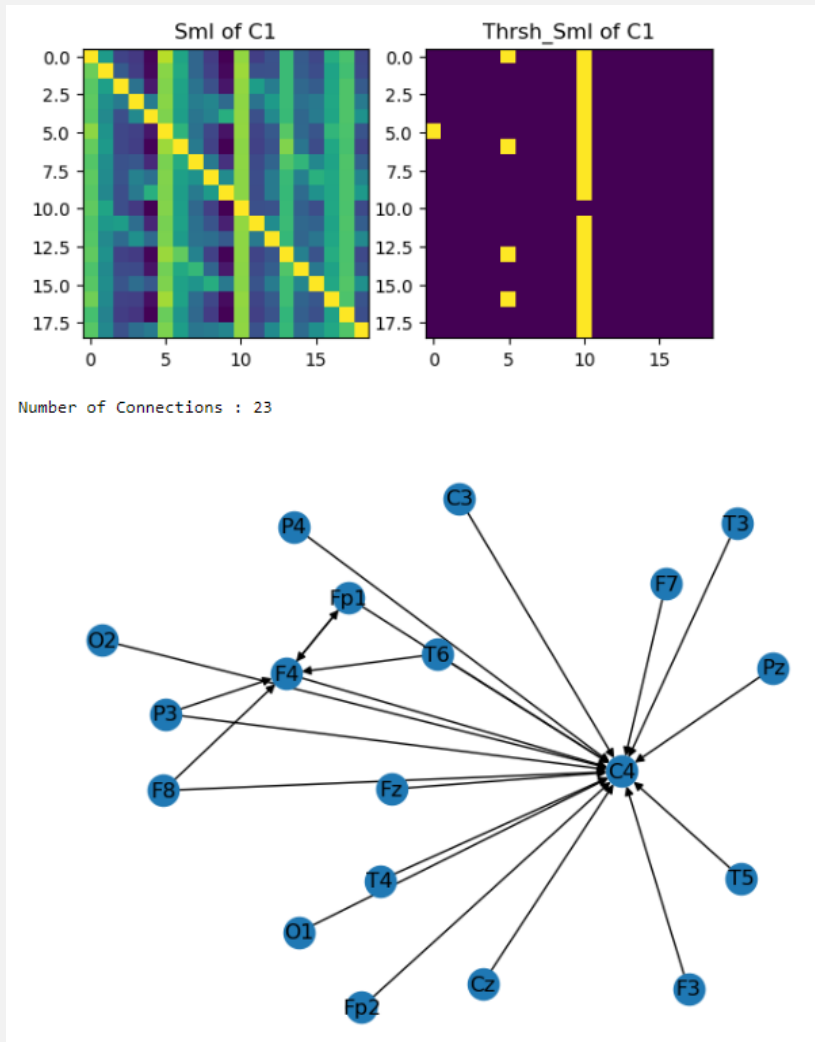 Sml of C1 Thrsh_Sml of C1
0.0 0.0
2.5 2.5
5.0 5.0
7.5 7.5
10.0 10.0
12.5 12.5
15.0 15.0
17.5 17.5
0 5 10 15 0 5 10 15
Number of Connections : 23
C3
P4 T3
F7
Fp1
O2 T6
F4 Pz
P3
C4
F8 Fz
T4 T5
O1
Cz F3
Fp2